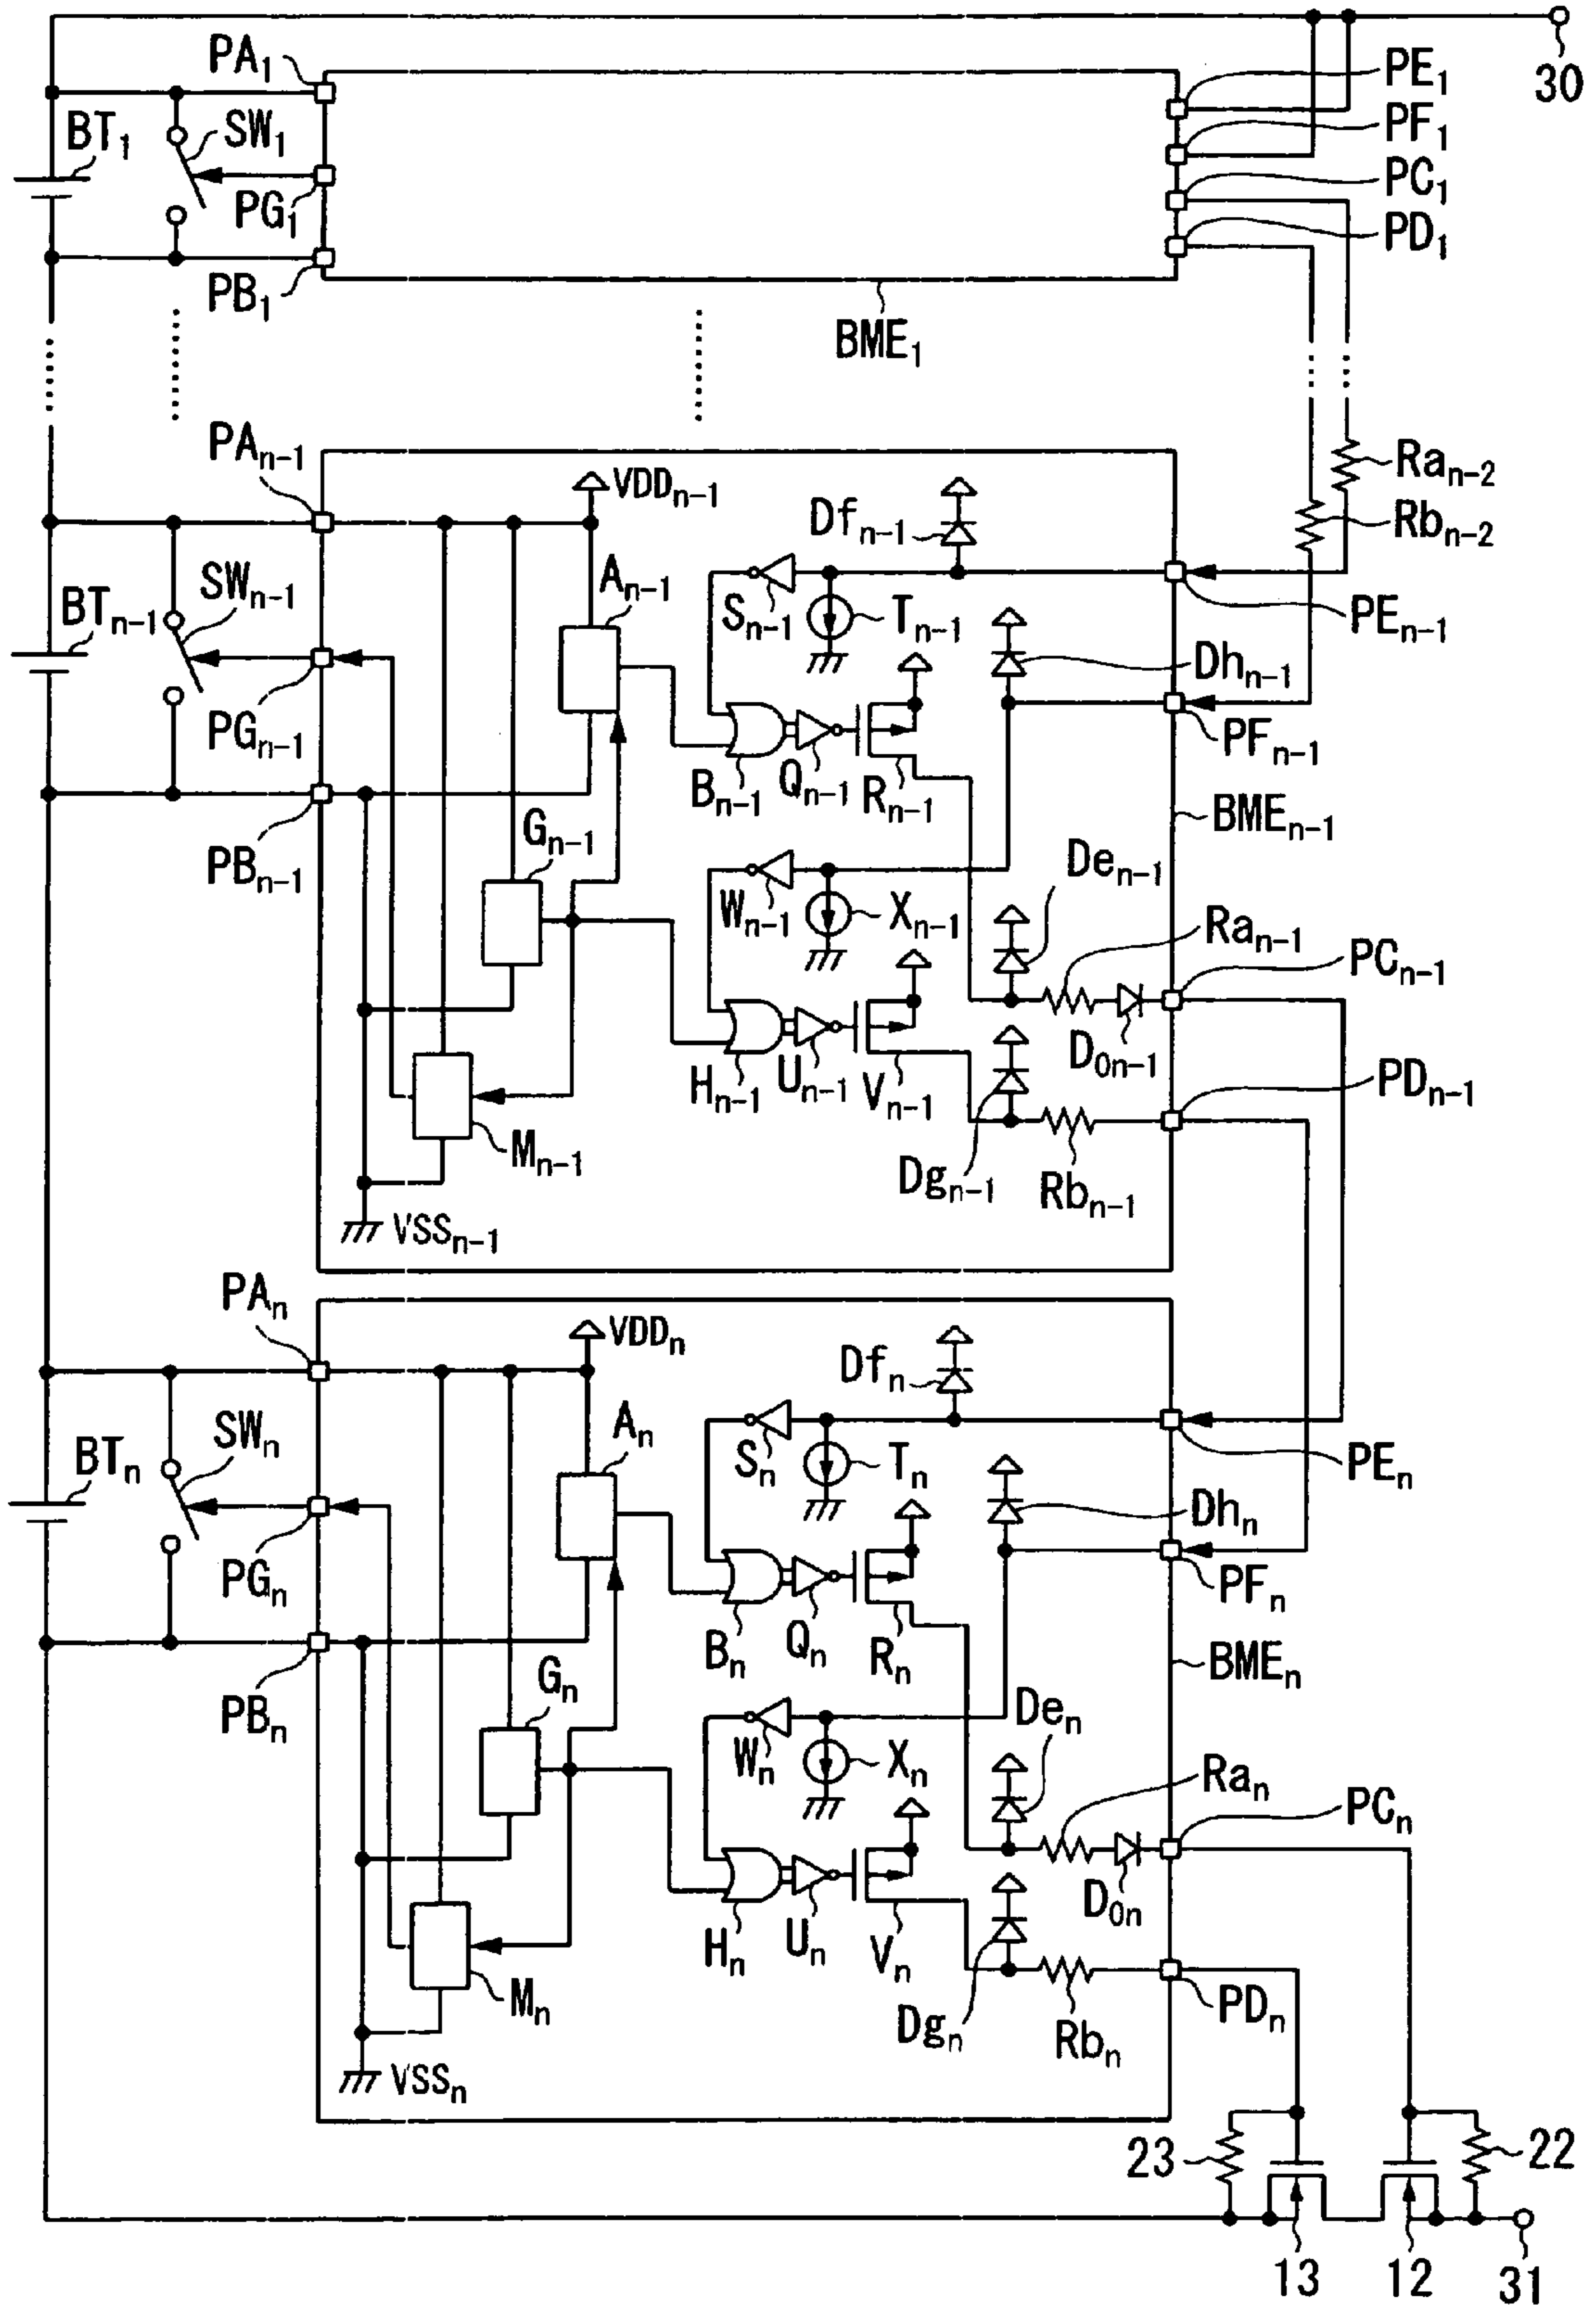 30
PA1
PE1
PF1
BT1
SW1
PC1
PG1
PD1
PB1
BME1
PAn-1
VDDn-1
Ran-2
Dfn-1
Rbn-2
An-1
SWn-1
BTn-1
Sn-1
Tn-1
PEn-1
Dhn-1
PGn-1
PFn-1
Bn-1
Qn-1
Rn-1
BMEn-1
Gn-1
PBn-1
Den-1
Wn-1
Xn-1
Ran-1
PCn-1
D0n-1
Hn-1
Un-1
Vn-1
PDn-1
Mn-1
Dgn-1
Rbn-1
VSSn-1
PAn
VDDn
Dfn
An
SWn
BTn
Sn
Tn
PEn
Dhn
PGn
PFn
Bn
Qn
Rn
BMEn
Gn
PBn
Den
Wn
Xn
Ran
PCn
D0n
Hn
Un
Vn
Mn
PDn
Dgn
Rbn
VSSn
23
22
13
12
31